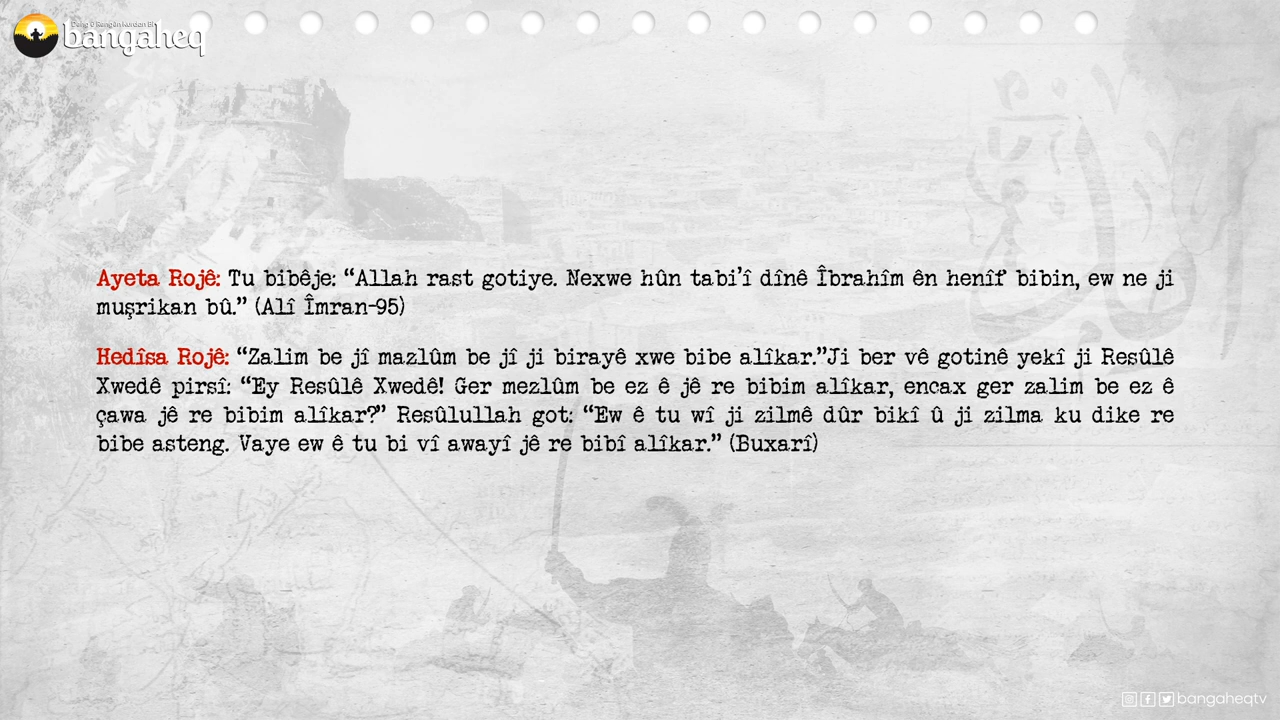 Deng û Rengên Kurdan Bi
bangaheq
Ayeta Rojê: Tu bibêje: “Allah rast gotiye. Nexwe hûn tabi’î dînê Îbrahîm ên henîf bibin, ew ne ji
muşrikan bû.” (Alî Îmran-95)
Hedîsa Rojê: “Zalim be jî mazlûm be jî ji birayê xwe bibe alîkar.”Ji ber vê gotinê yekî ji Resûlê
Xwedê pirsî: “Ey Resûlê Xwedê! Ger mezlûm be ez ê jê re bibim alîkar, encax ger zalim be ez ê
çawa jê re bibim alîkar?” Resûlullah got: “Ew ê tu wî ji zilmê dûr bikî û ji zilma ku dike re
bibe asteng. Vaye ew ê tu bi vî awayî jê re bibî alîkar.” (Buxarî)
bangaheqtv